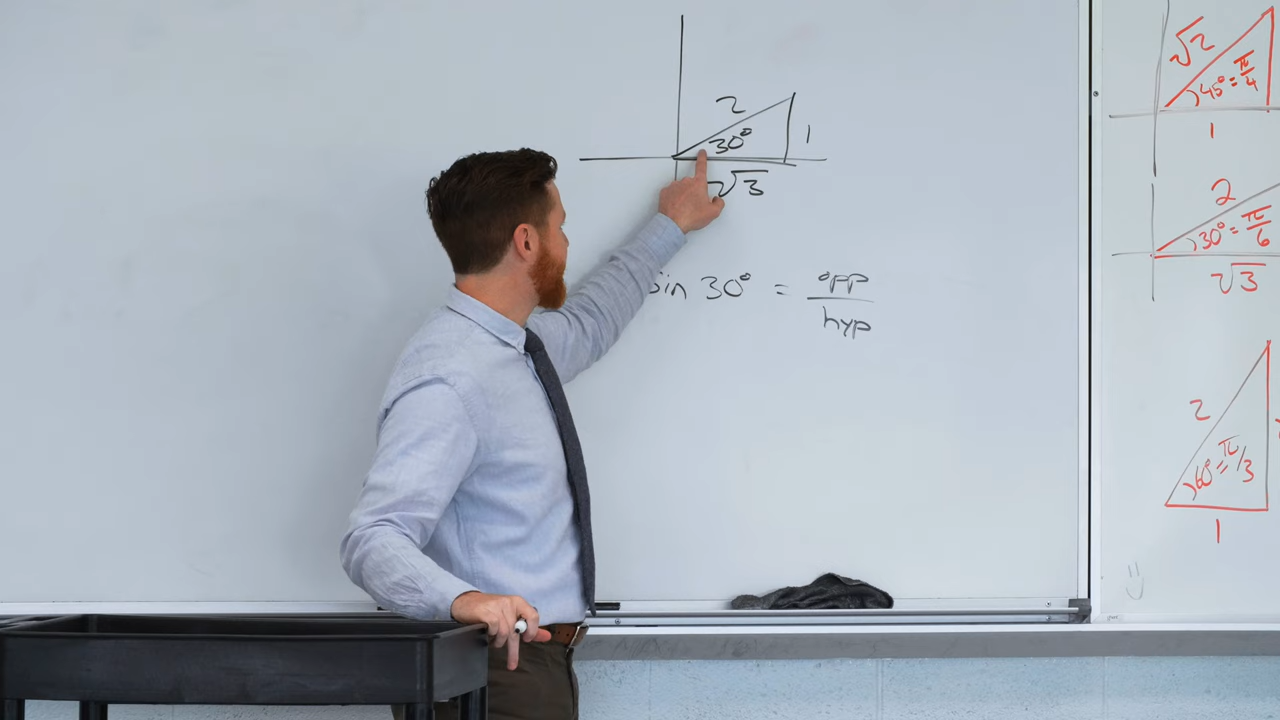 2
30°
1
√3
sin 30° = opp
hyp
√2
45° = π/4
1
2
30° = π/6
√3
2
60° = π/3
1